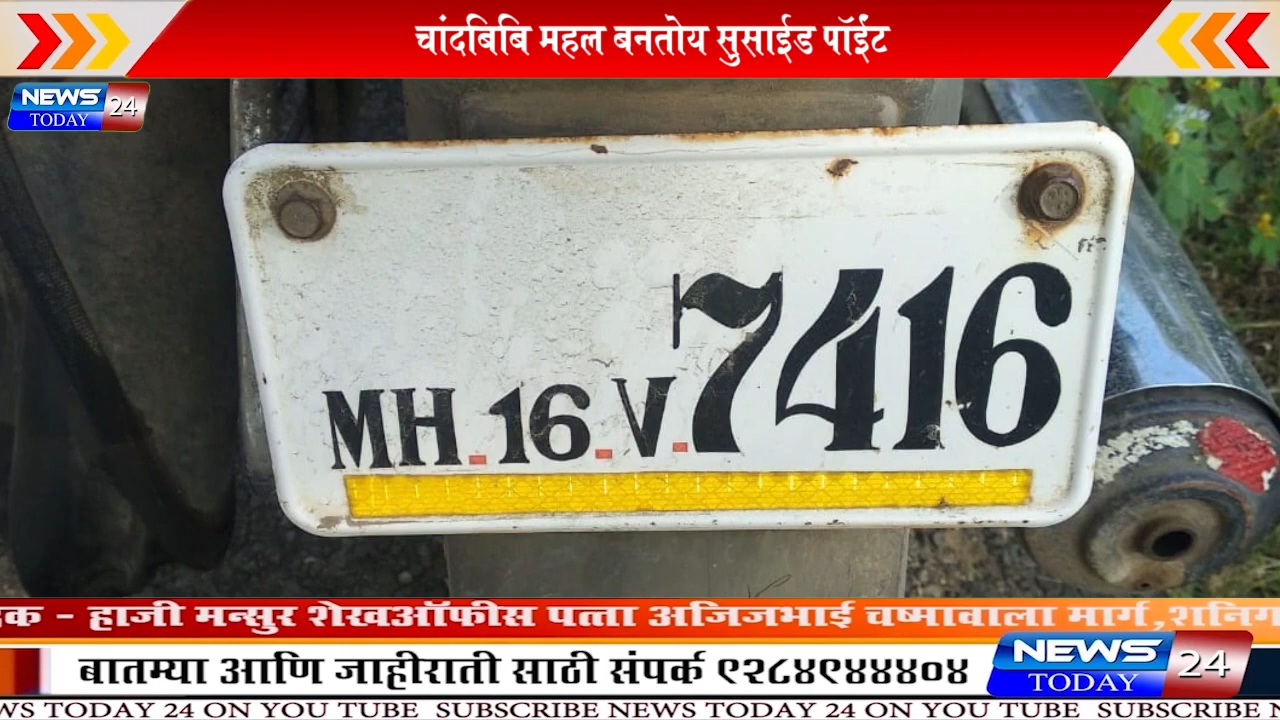 चांदबिबि महल बनतोय सुसाईड पॉईंट
NEWS 24
TODAY
MH.16.V.7416
हाजी मन्सुर शेखऑफीस पत्ता अजिजभाई चष्मावाला मार्ग,शनिग
बातम्या आणि जाहीराती साठी संपर्क ९२८४९४४४०४
NEWS 24
TODAY
WS TODAY 24 ON YOU TUBE SUBSCRIBE NEWS TODAY 24 ON YOU TUBE SUBSCRIBE N